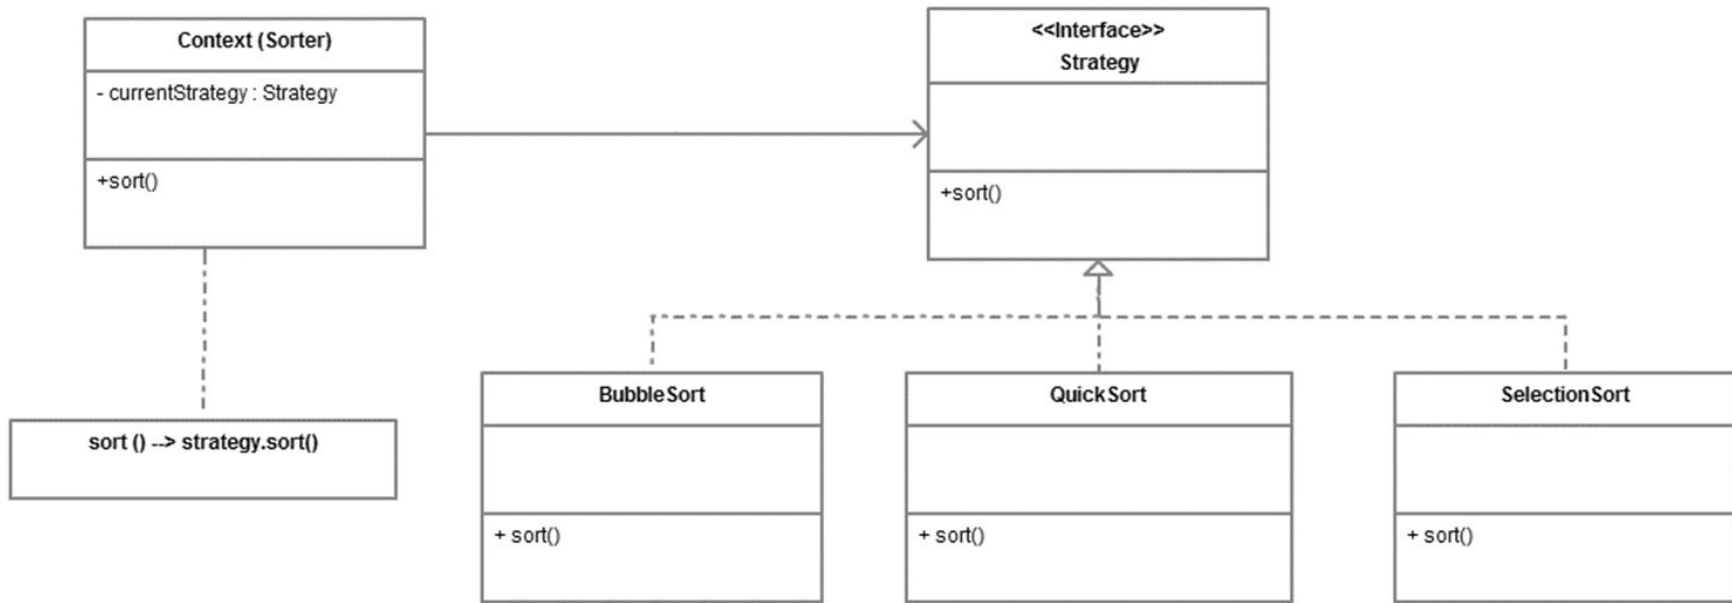 Context (Sorter)
- currentStrategy : Strategy
+sort()
<<Interface>>
Strategy
+sort()
sort () --> strategy.sort()
BubbleSort
+ sort()
QuickSort
+ sort()
SelectionSort
+ sort()